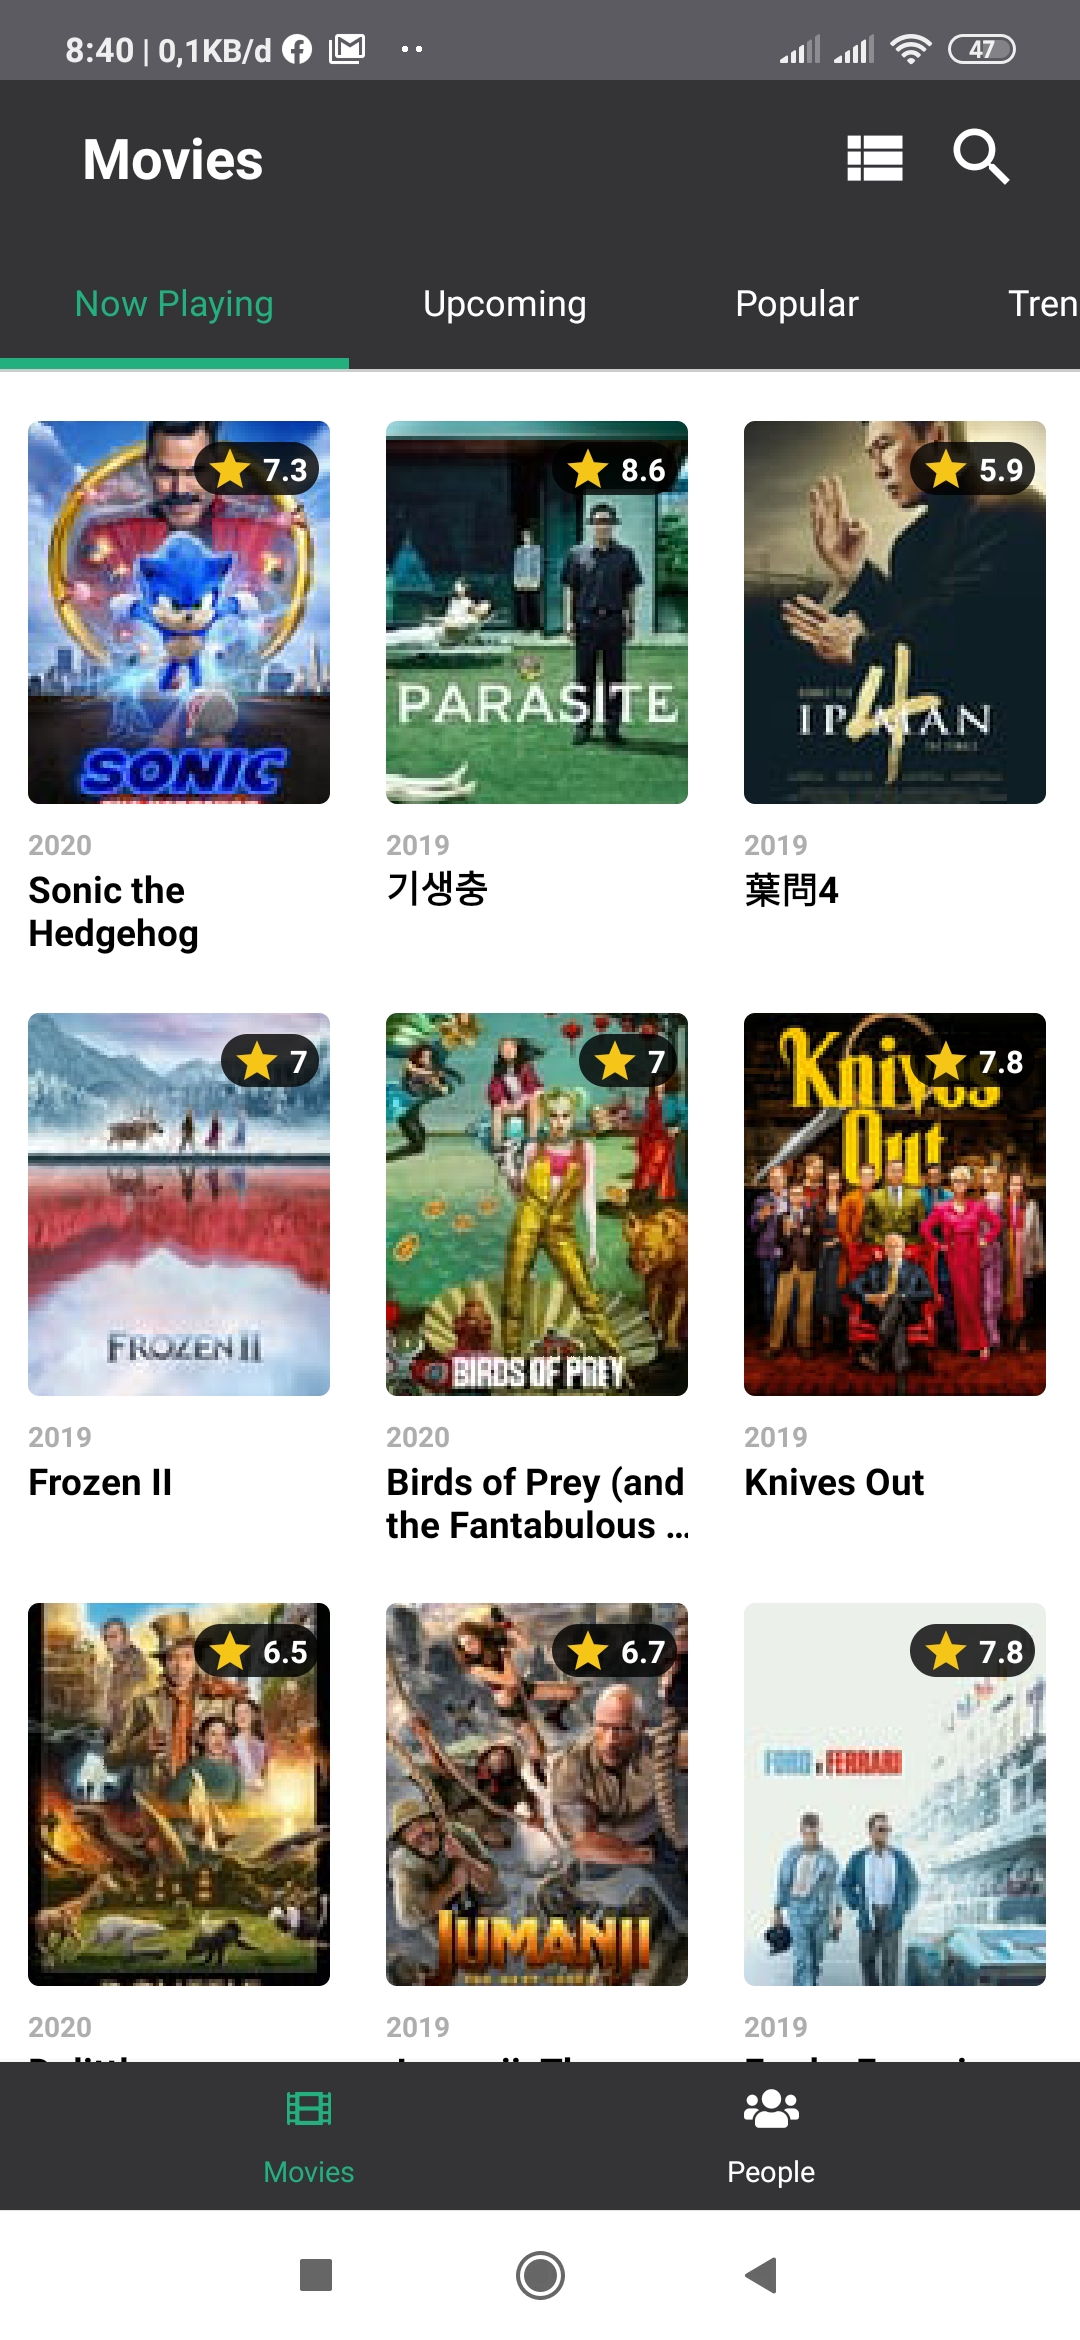 8:40 | 0,1KB/d
47
Movies
Now Playing Upcoming Popular Tren
7.3 8.6 5.9
SONIC
PARASITE
IP MAN 4
2020 2019 2019
Sonic the
Hedgehog
기생충
葉問4
7 7 7.8
Knives
Out
FROZEN II
BIRDS OF PREY
2019 2020 2019
Frozen II
Birds of Prey (and
the Fantabulous ...
Knives Out
6.5 6.7 7.8
FORD v FERRARI
JUMANJI
2020 2019 2019
Movies People